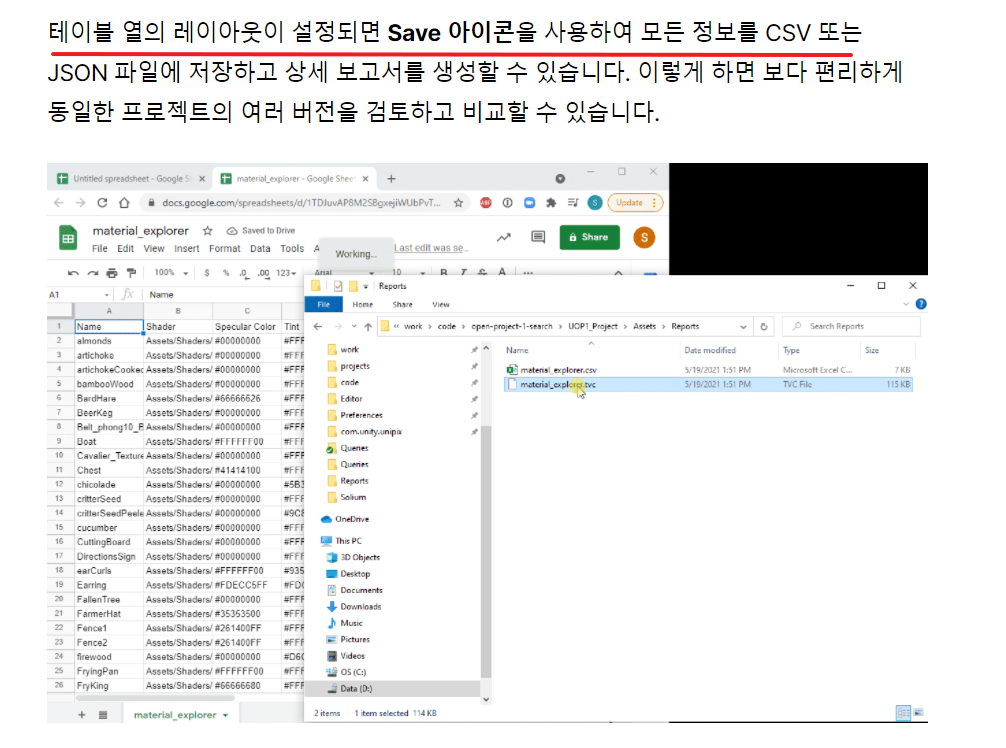 테이블 열의 레이아웃이 설정되면 Save 아이콘을 사용하여 모든 정보를 CSV 또는
JSON 파일에 저장하고 상세 보고서를 생성할 수 있습니다. 이렇게 하면 보다 편리하게
동일한 프로젝트의 여러 버전을 검토하고 비교할 수 있습니다.
Untitled spreadsheet - Google S
material_explorer - Google Sheet
docs.google.com/spreadsheets/d/1TDJuvAP8M2S8gxejiWUbPvT...
ABP
S
Update
material_explorer
Saved to Drive
File Edit View Insert Format Data Tools A
Last edit was se...
Working...
Share
S
100% $ % .0 .00 123 Arial 10 B I S A ...
A1 fx Name
A B C
1 Name Shader Specular Color Tint
2 almonds Assets/Shaders/ #00000000 #FFF
3 artichoke Assets/Shaders/ #00000000 #FFF
4 artichokeCooked Assets/Shaders/ #00000000 #FFF
5 bambooWood Assets/Shaders/ #00000000 #FFF
6 BardHare Assets/Shaders/ #66666626 #FFF
7 BeerKeg Assets/Shaders/ #00000000 #FFF
8 Belt_phong10_B Assets/Shaders/ #00000000 #FFF
9 Boat Assets/Shaders/ #FFFFFF00 #FFF
10 Cavalier_Texture Assets/Shaders/ #00000000 #FFF
11 Chest Assets/Shaders/ #41414100 #FFF
12 chicolade Assets/Shaders/ #00000000 #5B3
13 critterSeed Assets/Shaders/ #00000000 #FFF
14 critterSeedPeele Assets/Shaders/ #00000000 #9C8
15 cucumber Assets/Shaders/ #00000000 #FFF
16 CuttingBoard Assets/Shaders/ #00000000 #FFF
17 DirectionsSign Assets/Shaders/ #00000000 #FFF
18 earCurls Assets/Shaders/ #FFFFFF00 #935
19 Earring Assets/Shaders/ #FDECC5FF #FDC
20 FallenTree Assets/Shaders/ #00000000 #FFF
21 FarmerHat Assets/Shaders/ #35353500 #FFF
22 Fence1 Assets/Shaders/ #261400FF #FFF
23 Fence2 Assets/Shaders/ #261400FF #FFF
24 firewood Assets/Shaders/ #00000000 #D6C
25 FryingPan Assets/Shaders/ #FFFFFF00 #FFF
26 FryKing Assets/Shaders/ #66666680 #FFF
material_explorer
Reports
File Home Share View
« work › code › open-project-1-search › UOP1_Project › Assets › Reports
Search Reports
work
projects
code
Editor
Preferences
com.unity.unipix
Queries
Queries
Reports
Solium
OneDrive
This PC
3D Objects
Desktop
Documents
Downloads
Music
Pictures
Videos
OS (C:)
Data (D:)
Name Date modified Type Size
material_explorer.csv 5/19/2021 1:51 PM Microsoft Excel C... 7 KB
material_explorer.tvc 5/19/2021 1:51 PM TVC File 115 KB
2 items 1 item selected 114 KB